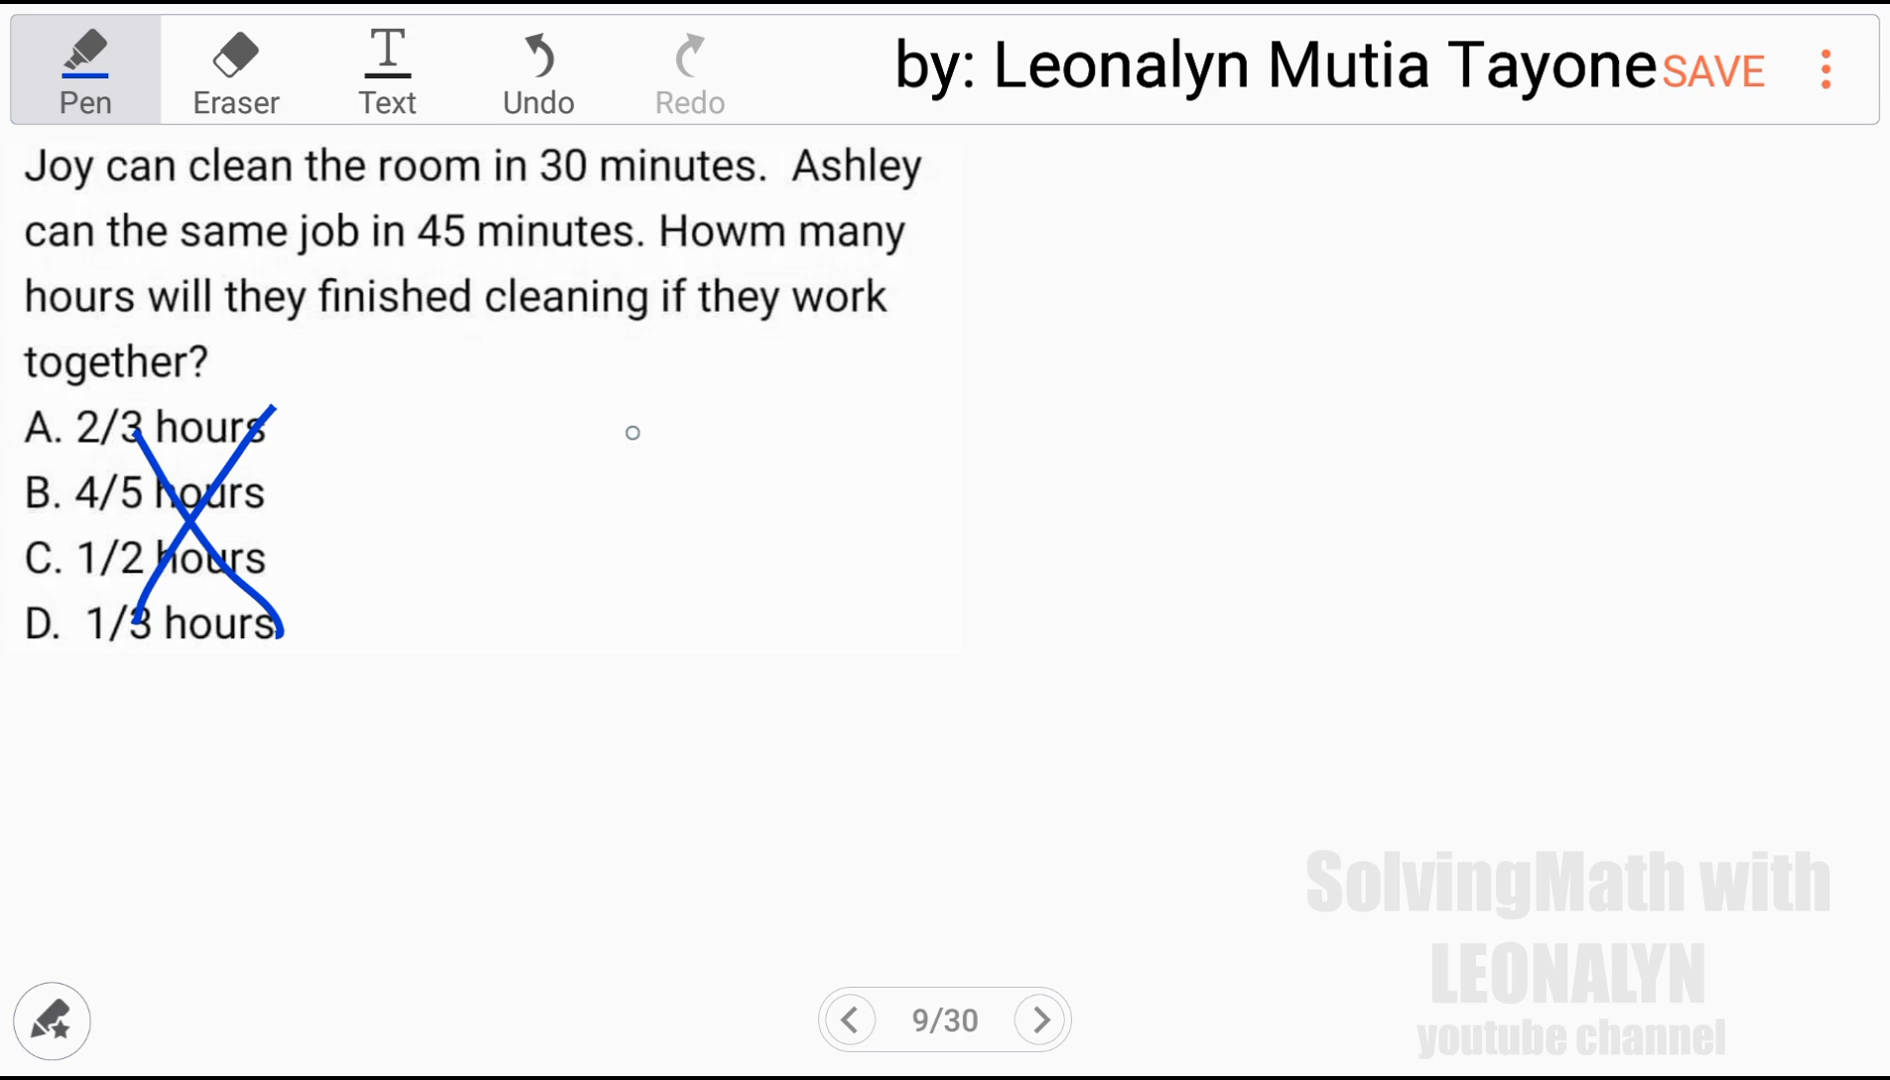 Pen
Eraser
Text
Undo
Redo
by: Leonalyn Mutia Tayone
SAVE
Joy can clean the room in 30 minutes.  Ashley
can the same job in 45 minutes. Howm many
hours will they finished cleaning if they work
together?
A. 2/3 hours
B. 4/5 hours
C. 1/2 hours
D.  1/3 hours
SolvingMath with
LEONALYN
youtube channel
9/30